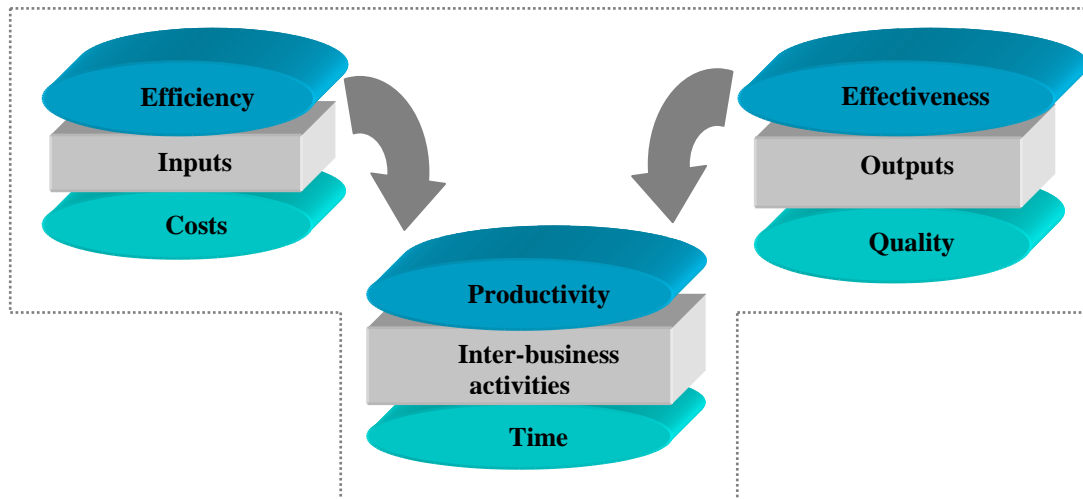 Efficiency
Inputs
Costs
Effectiveness
Outputs
Quality
Productivity
Inter-business
activities
Time